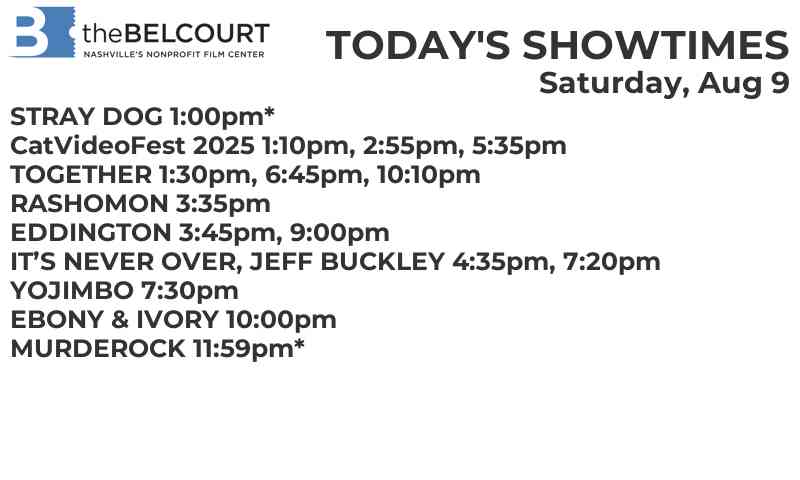 B theBELCOURT
NASHVILLE'S NONPROFIT FILM CENTER
TODAY'S SHOWTIMES
Saturday, Aug 9
STRAY DOG 1:00pm*
CatVideoFest 2025 1:10pm, 2:55pm, 5:35pm
TOGETHER 1:30pm, 6:45pm, 10:10pm
RASHOMON 3:35pm
EDDINGTON 3:45pm, 9:00pm
IT’S NEVER OVER, JEFF BUCKLEY 4:35pm, 7:20pm
YOJIMBO 7:30pm
EBONY & IVORY 10:00pm
MURDEROCK 11:59pm*